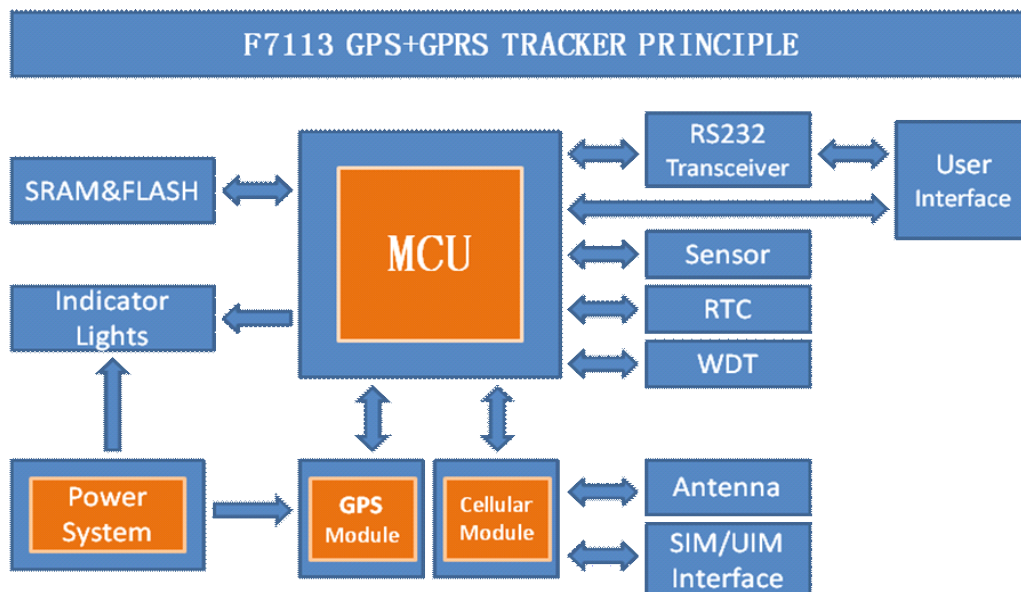 F7113 GPS+GPRS TRACKER PRINCIPLE
SRAM&FLASH
MCU
RS232
Transceiver
User
Interface
Sensor
Indicator
Lights
RTC
WDT
Power
System
GPS
Module
Cellular
Module
Antenna
SIM/UIM
Interface